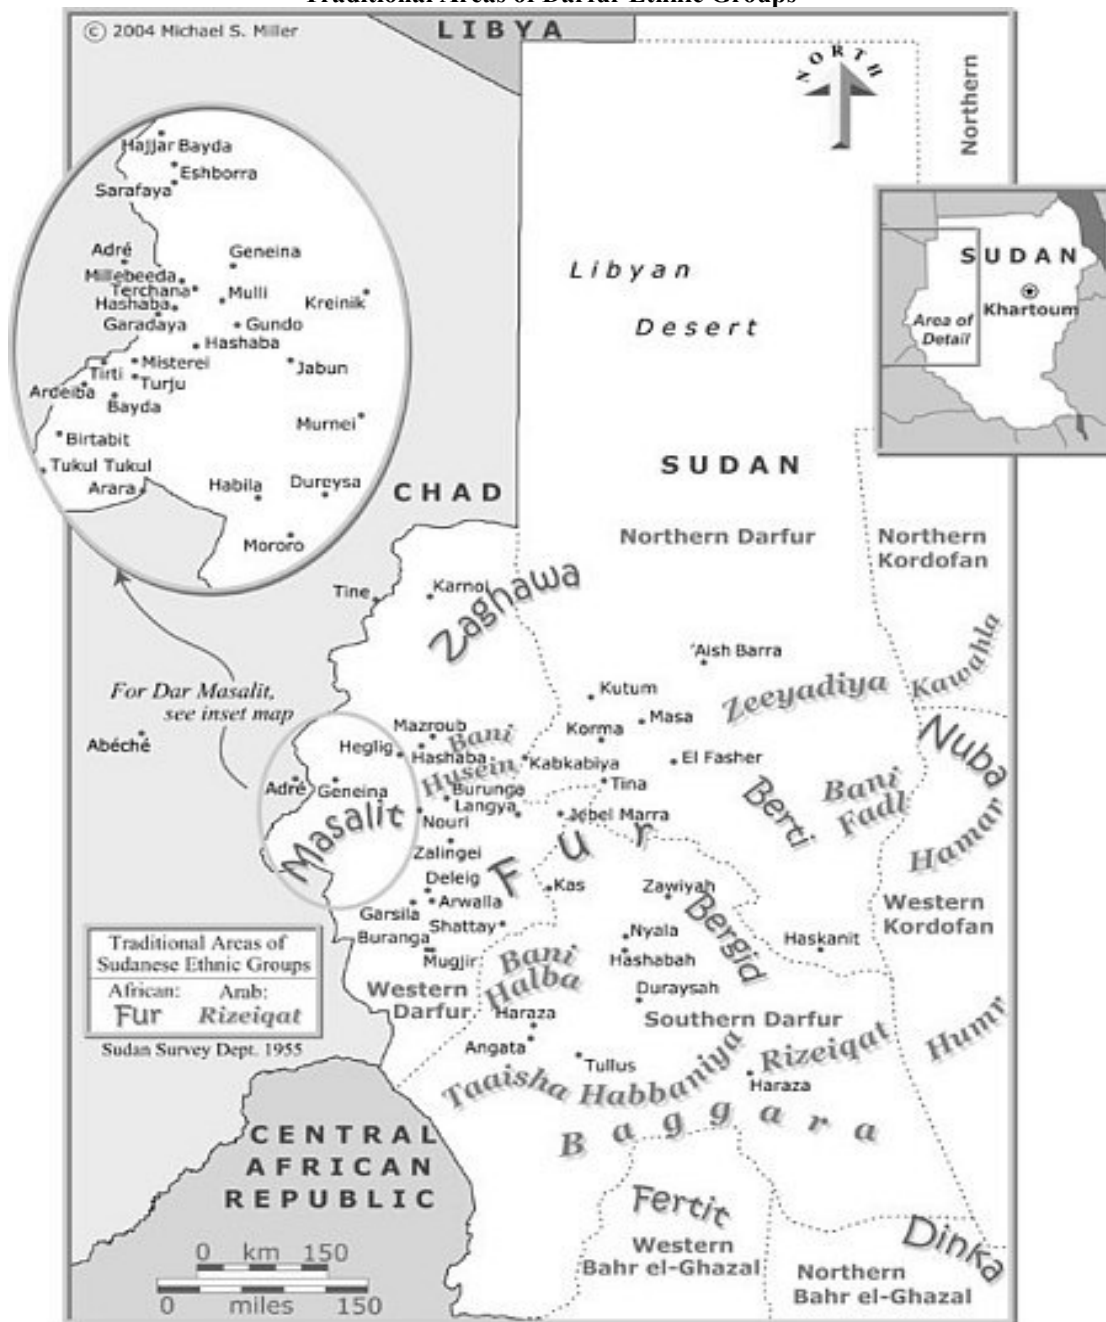 Traditional Areas of Darfur Ethnic Groups
© 2004 Michael S. Miller
LIBYA
NORTH
Northern
Hajjar Bayda
Eshborra
Sarafaya
Adré
Geneina
Millebeeda
Terchana
Mulli
Kreinik
Hashaba
Garadaya
Gundo
Hashaba
Misterei
Jabun
Tirti
Turju
Ardeiba
Bayda
Murnei
Birtabit
Tukul Tukul
Arara
Habila
Dureysa
Mororo
Libyan
Desert
SUDAN
Khartoum
Area of
Detail
SUDAN
CHAD
Northern Darfur
Northern
Kordofan
Tine
Karnoi
Zaghawa
'Aish Barra
Kawahla
For Dar Masalit,
see inset map
Kutum
Zeeyadiya
Abéché
Mazroub
Korma
Masa
Nuba
Heglig
Hashaba
Bani
Husein
Kabkabiya
El Fasher
Adré
Geneina
Burunga
Tina
Bani
Fadl
Langya
Berti
Masalit
Nouri
Jebel Marra
Hamar
Zalingei
Fur
Deleig
Kas
Zawiyah
Arwalla
Garsila
Western
Kordofan
Shattay
Bergid
Buranga
Nyala
Haskanit
Mugjir
Bani
Halba
Hashabah
Traditional Areas of
Sudanese Ethnic Groups
African: Arab:
Fur Rizeiqat
Sudan Survey Dept. 1955
Western
Darfur
Duraysah
Haraza
Southern Darfur
Humr
Angata
Rizeiqat
Tullus
Haraza
Taaisha Habbaniya
Baggara
CENTRAL
AFRICAN
REPUBLIC
Fertit
Western
Bahr el-Ghazal
Dinka
Northern
Bahr el-Ghazal
0 km 150
0 miles 150